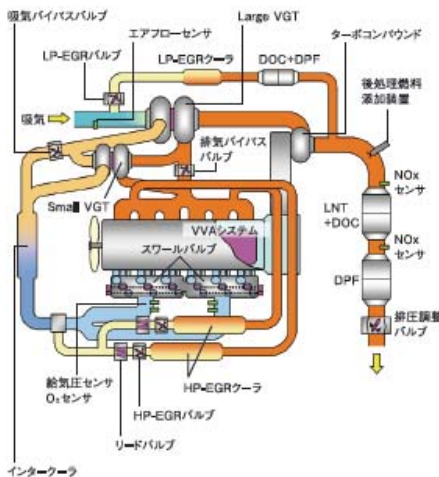 吸気バイパスバルブ
エアフローセンサ
Large VGT
ターボコンパウンド
LP-EGRバルブ
LP-EGRクーラ
DOC+DPF
後処理燃料
添加装置
吸気
排気バイパス
バルブ
NOx
センサ
Small VGT
LNT
+DOC
VVAシステム
スワールバルブ
NOx
センサ
DPF
排圧調整
バルブ
給気圧センサ
O₂センサ
HP-EGRクーラ
HP-EGRバルブ
リードバルブ
インタークーラ